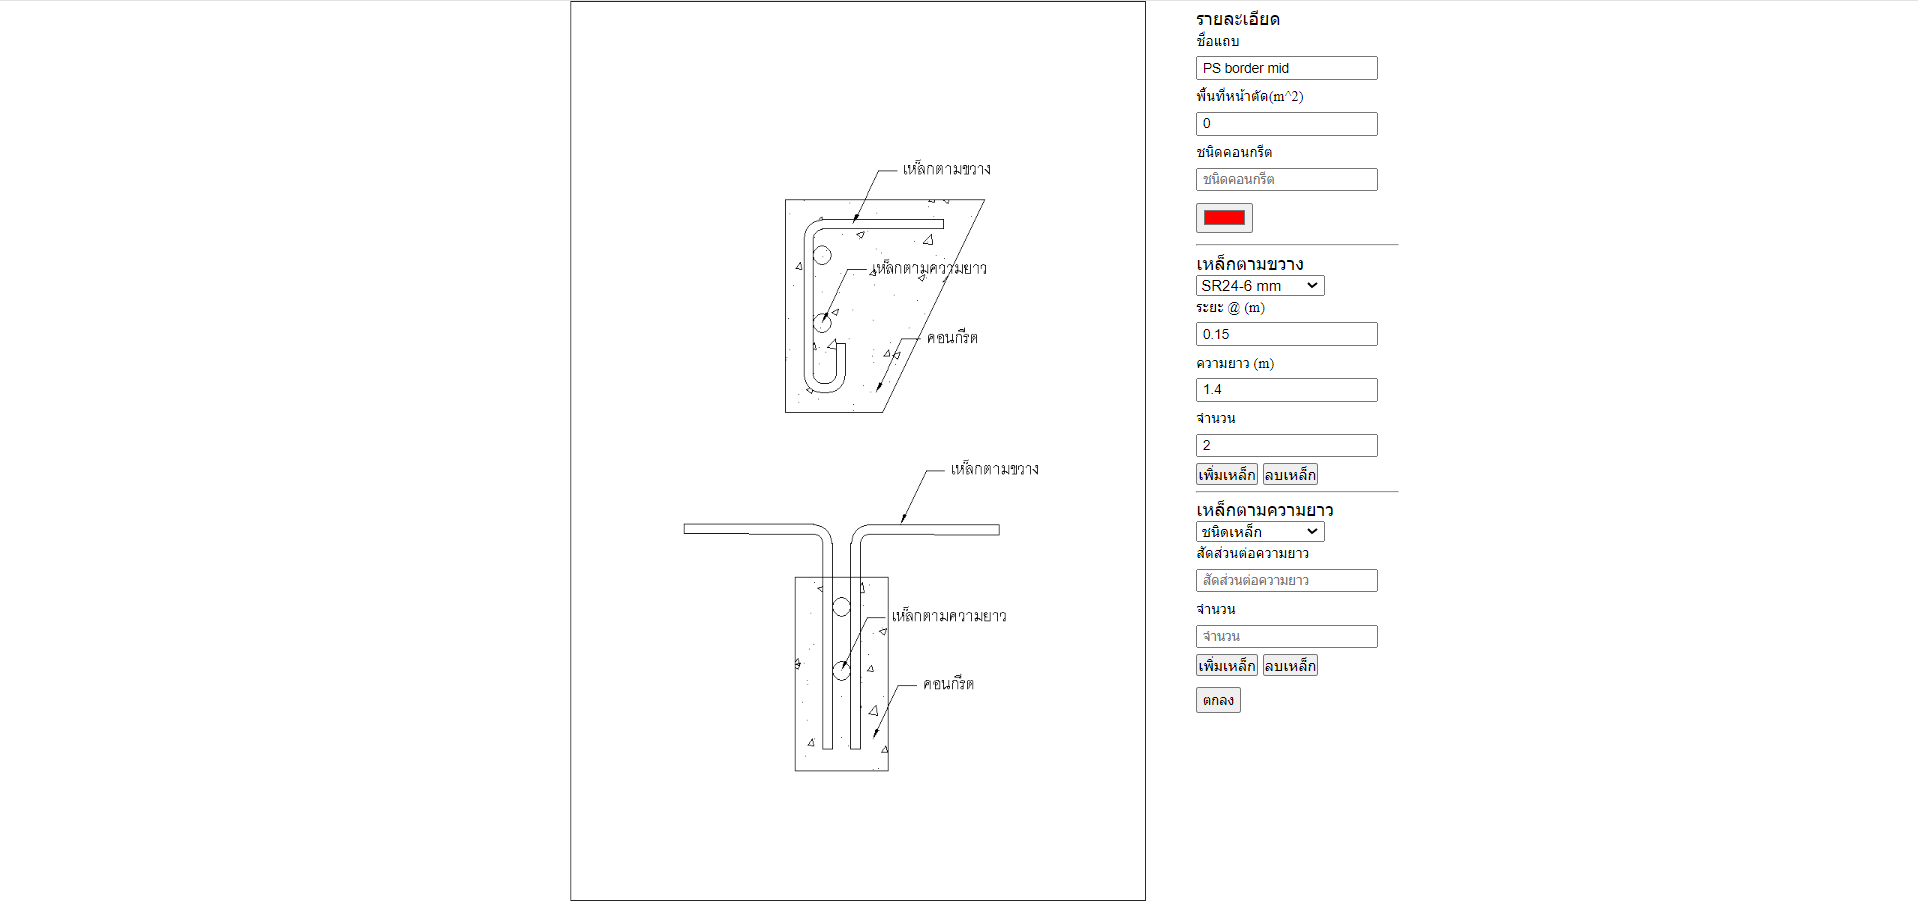 เหล็กตามขวาง
เหล็กตามความยาว
คอนกรีต
เหล็กตามขวาง
เหล็กตามความยาว
คอนกรีต
รายละเอียด
ชื่อแถบ
PS border mid
พื้นที่หน้าตัด(m^2)
0
ชนิดคอนกรีต
ชนิดคอนกรีต
เหล็กตามขวาง
SR24-6 mm
ระยะ @ (m)
0.15
ความยาว (m)
1.4
จำนวน
2
เพิ่มเหล็ก ลบเหล็ก
เหล็กตามความยาว
ชนิดเหล็ก
สัดส่วนต่อความยาว
สัดส่วนต่อความยาว
จำนวน
จำนวน
เพิ่มเหล็ก ลบเหล็ก
ตกลง